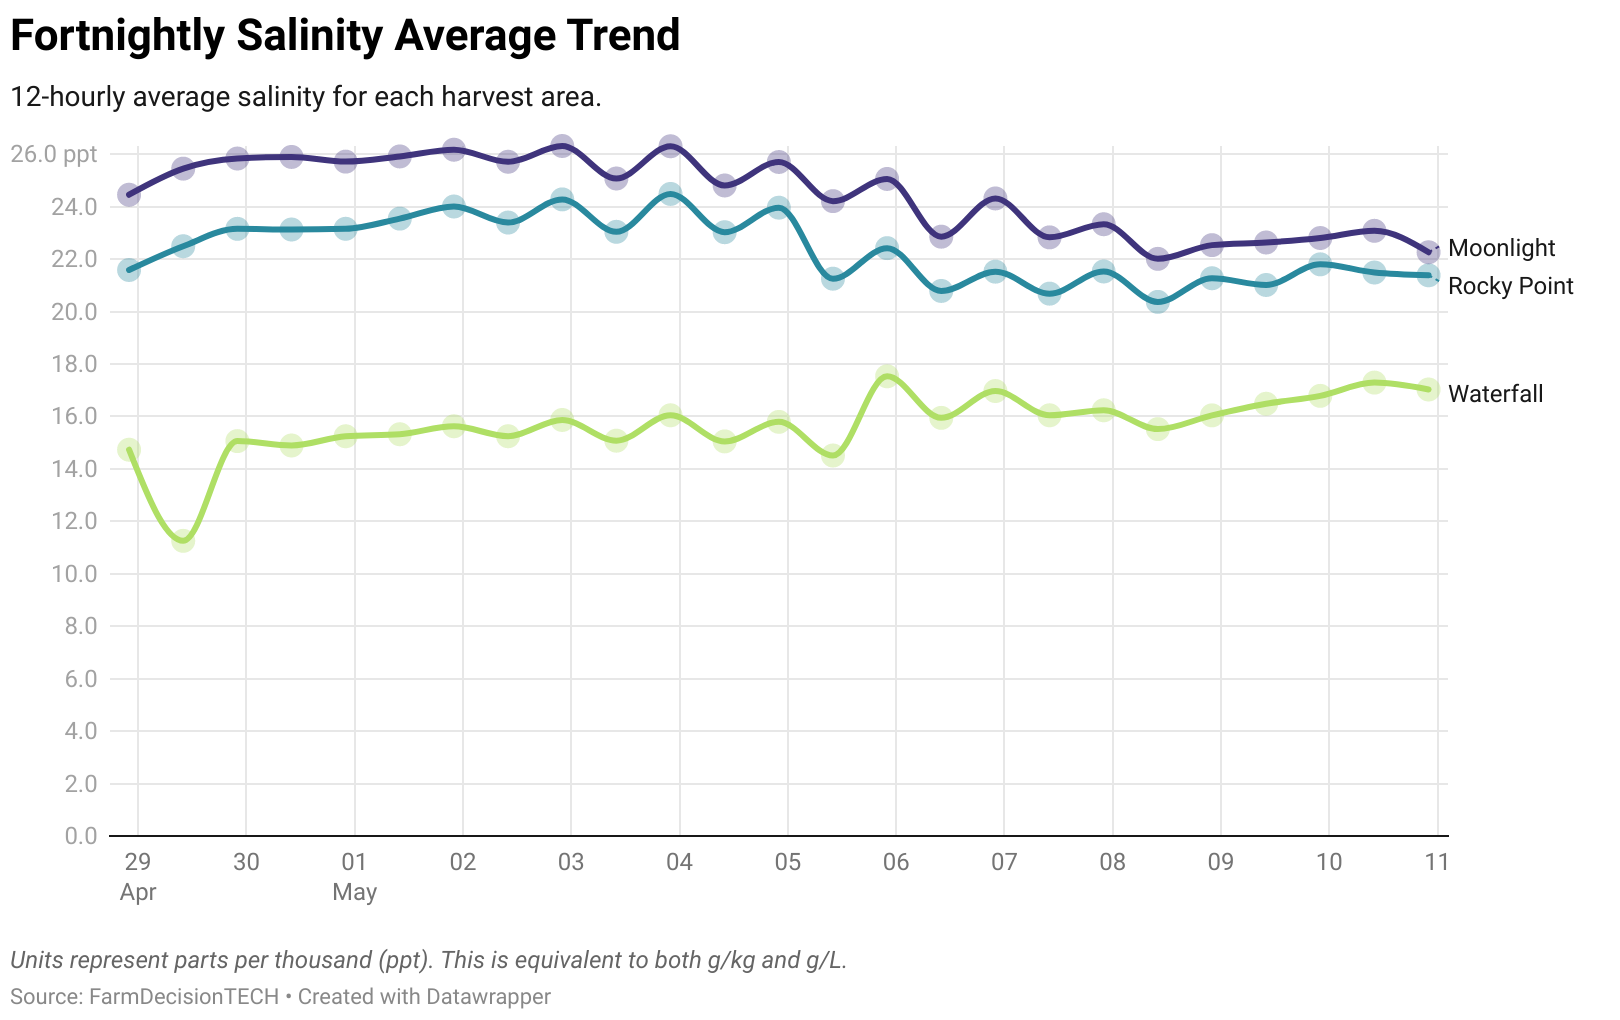 Fortnightly Salinity Average Trend
12-hourly average salinity for each harvest area.
26.0 ppt
24.0
22.0
20.0
18.0
16.0
14.0
12.0
10.0
8.0
6.0
4.0
2.0
0.0
Moonlight
Rocky Point
Waterfall
29 30 01 02 03 04 05 06 07 08 09 10 11
Apr May
Units represent parts per thousand (ppt). This is equivalent to both g/kg and g/L.
Source: FarmDecisionTECH • Created with Datawrapper